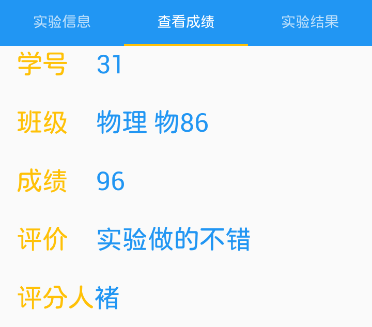 实验信息 查看成绩 实验结果
学号 31
班级 物理 物86
成绩 96
评价 实验做的不错
评分人褚